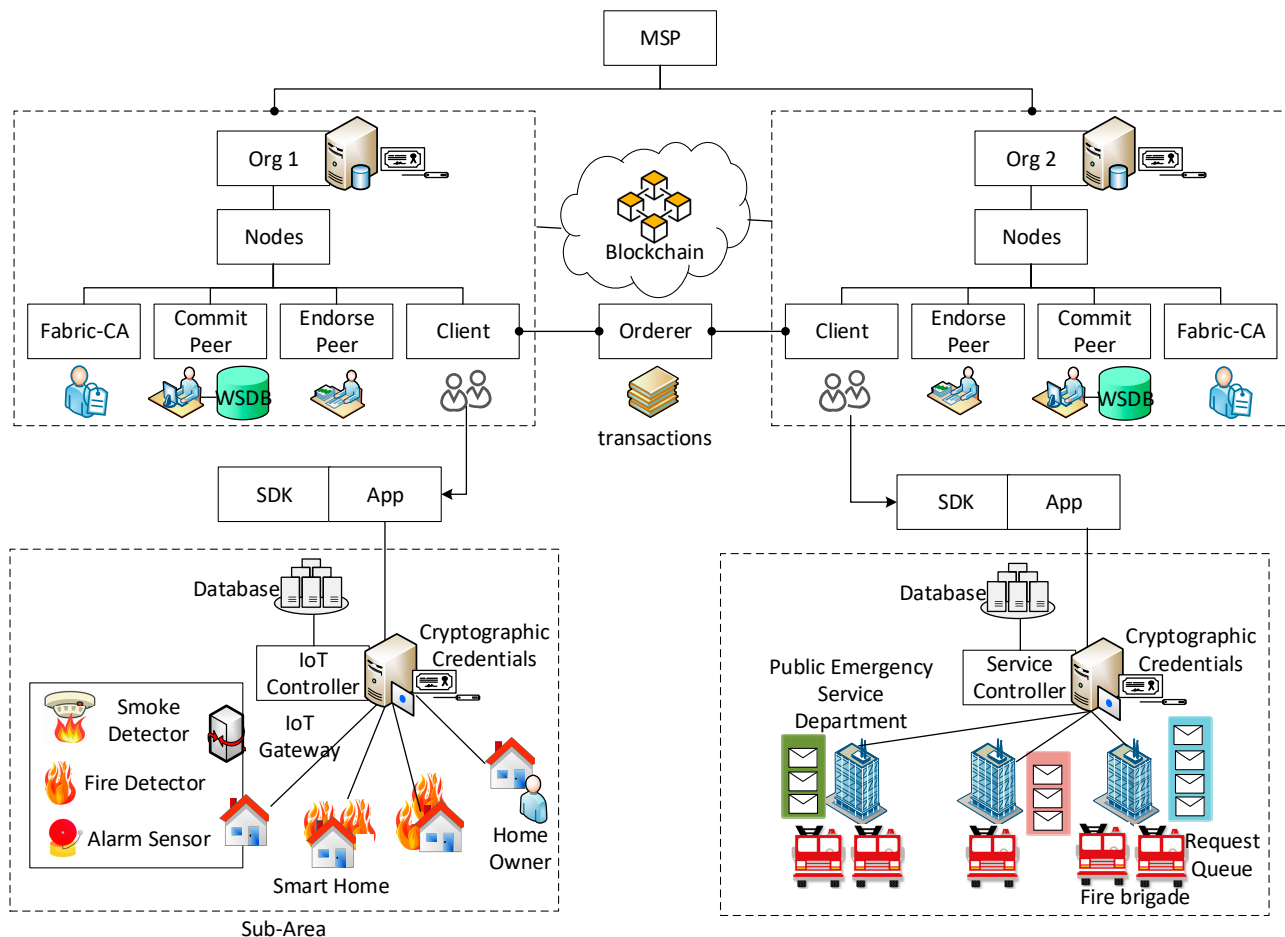 MSP
Org 1
Org 2
Nodes
Nodes
Blockchain
Fabric-CA
Commit
Peer
Endorse
Peer
Client
Orderer
Client
Endorse
Peer
Commit
Peer
Fabric-CA
WSDB
WSDB
transactions
SDK
App
SDK
App
Database
Cryptographic
Credentials
IoT
Controller
IoT
Gateway
Smoke
Detector
Fire Detector
Alarm Sensor
Home
Owner
Smart Home
Sub-Area
Database
Cryptographic
Credentials
Service
Controller
Public Emergency
Service
Department
Request
Queue
Fire brigade